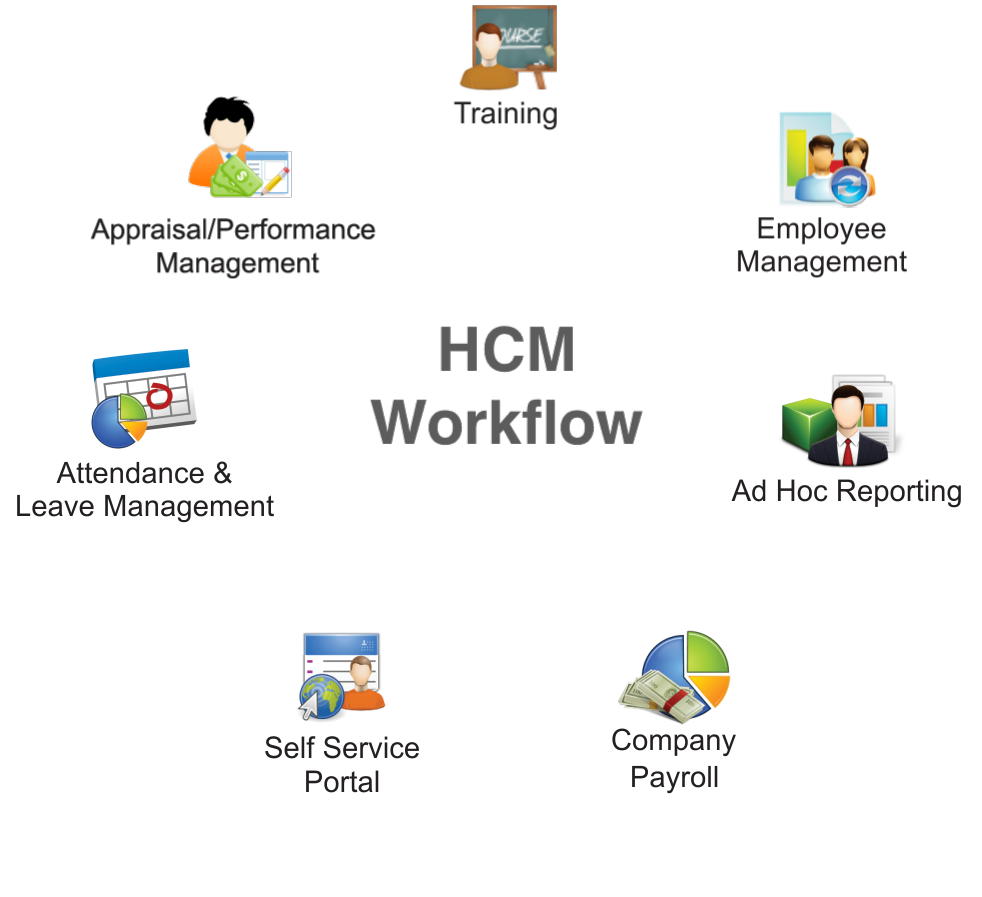 OURSE
Training
Appraisal/Performance
Management
Employee
Management
HCM
Workflow
Attendance &
Leave Management
Ad Hoc Reporting
Self Service
Portal
Company
Payroll